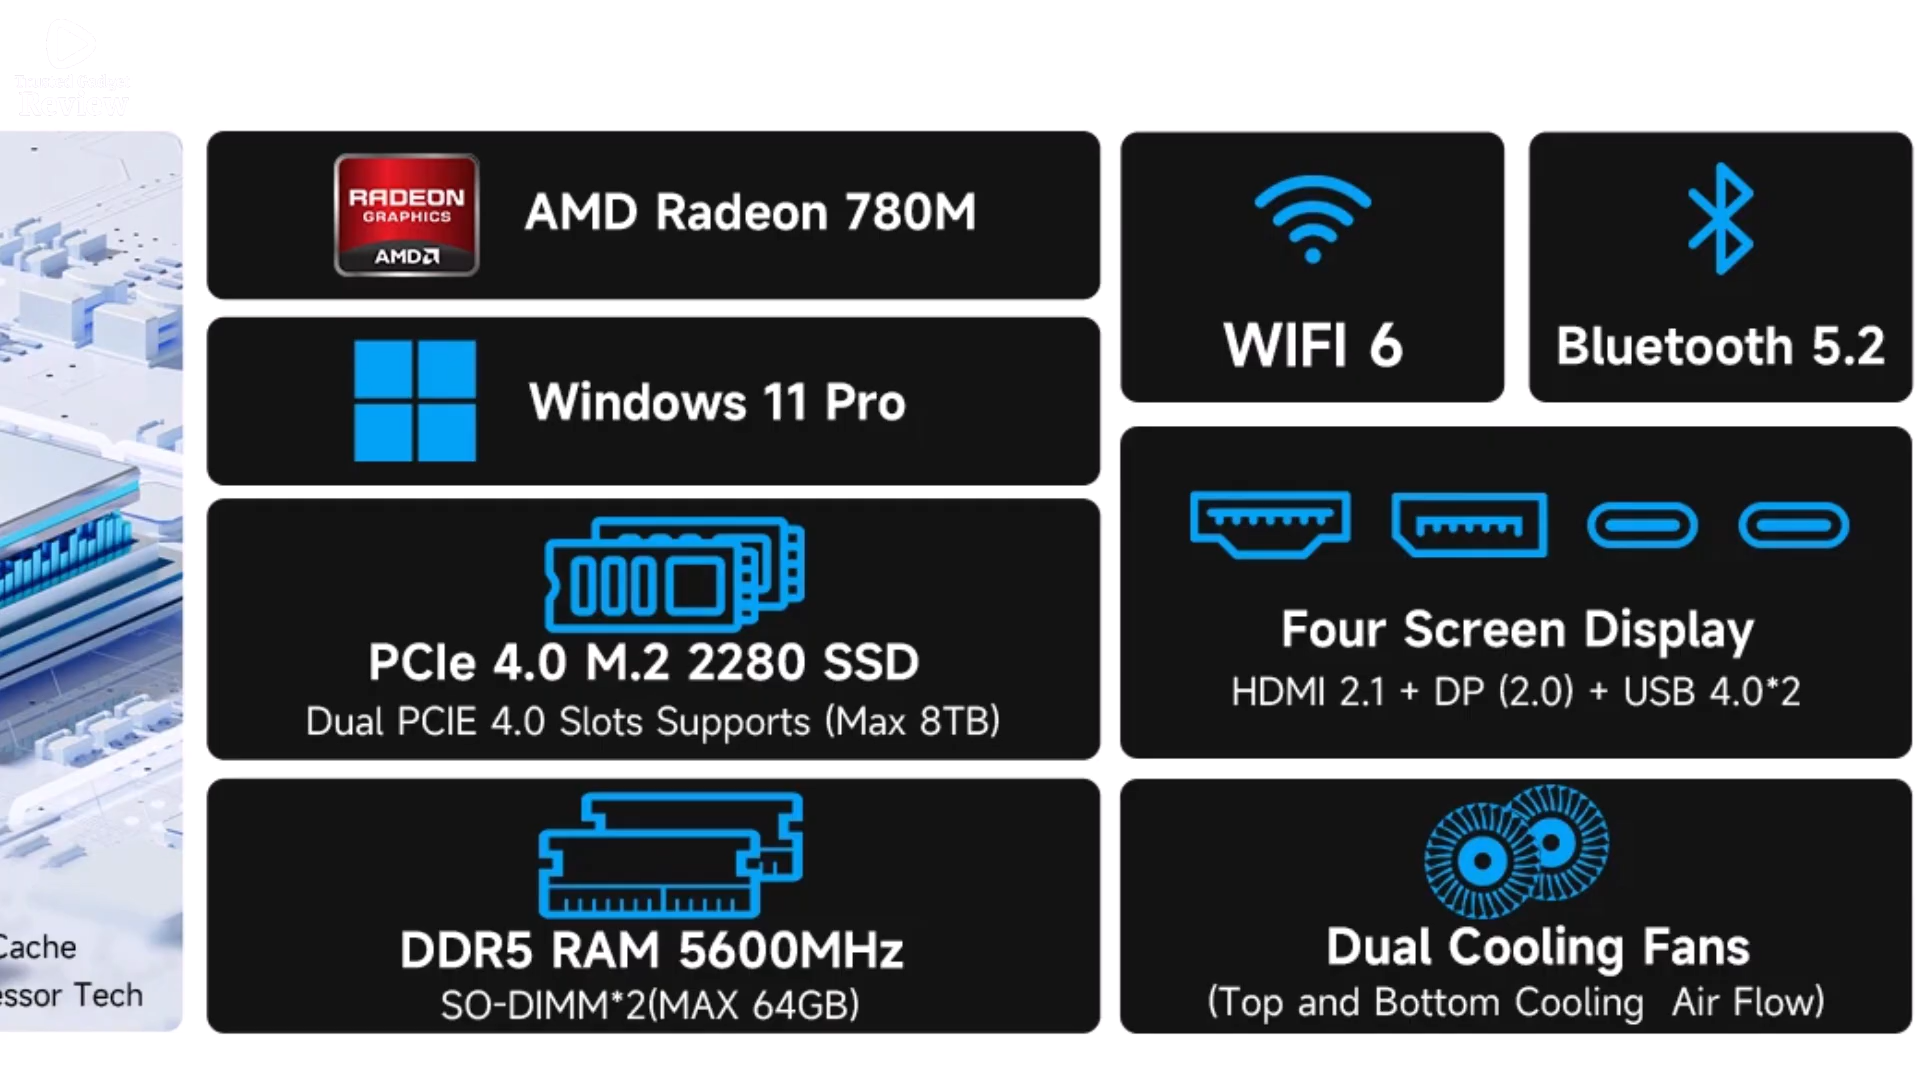 Trusted Gadget
Review
Cache
essor Tech
RADEON
GRAPHICS
AMD
AMD Radeon 780M
Windows 11 Pro
PCIe 4.0 M.2 2280 SSD
Dual PCIE 4.0 Slots Supports (Max 8TB)
DDR5 RAM 5600MHz
SO-DIMM*2(MAX 64GB)
WIFI 6
Bluetooth 5.2
Four Screen Display
HDMI 2.1 + DP (2.0) + USB 4.0*2
Dual Cooling Fans
(Top and Bottom Cooling Air Flow)